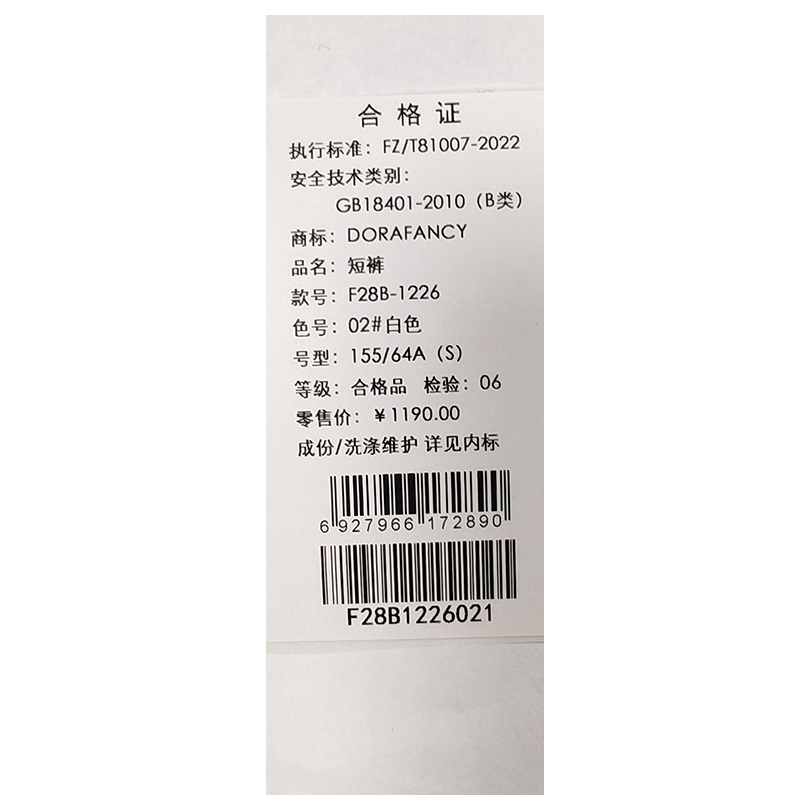 合格证
执行标准：FZ/T81007-2022
安全技术类别：
GB18401-2010（B类）
商标：DORAFANCY
品名：短裤
款号：F28B-1226
色号：02#白色
号型：155/64A（S）
等级：合格品 检验：06
零售价：￥1190.00
成份/洗涤维护 详见内标
6 927966 172890
F28B1226021